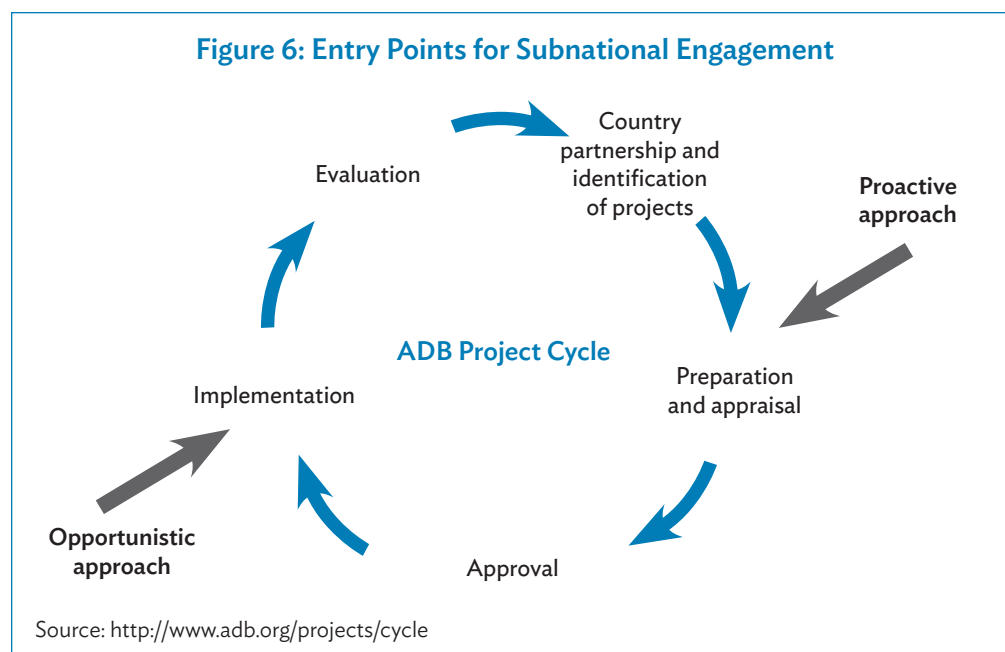 Figure 6: Entry Points for Subnational Engagement
Country
partnership and
identification
of projects
Evaluation
Proactive
approach
ADB Project Cycle
Preparation
and appraisal
Implementation
Opportunistic
approach
Approval
Source: http://www.adb.org/projects/cycle